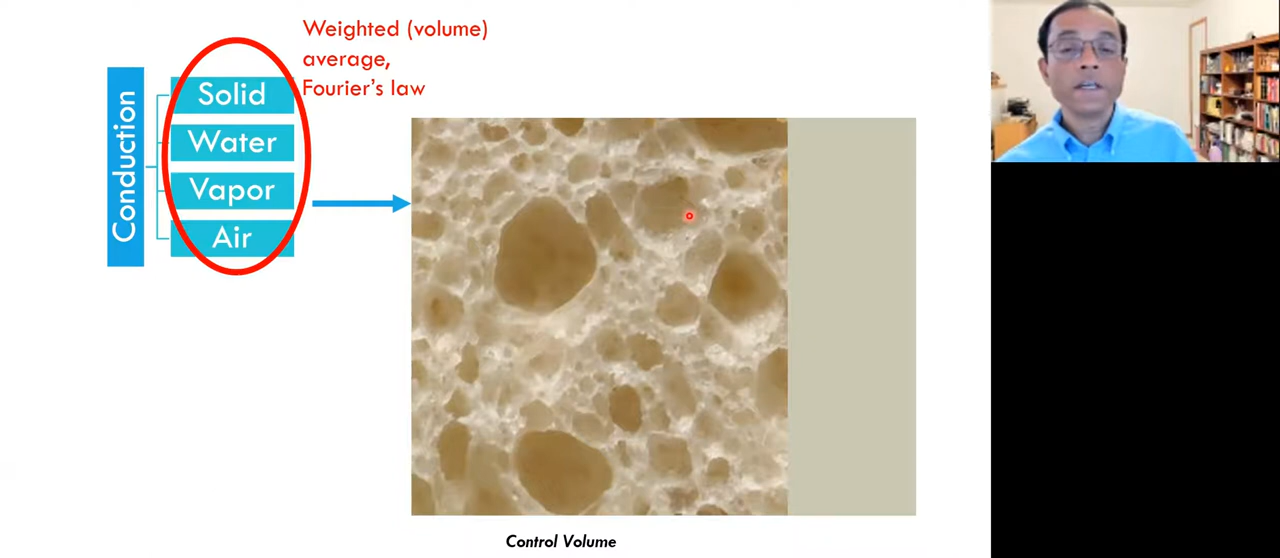 Weighted (volume)
average,
Fourier's law
Conduction
Solid
Water
Vapor
Air
Control Volume